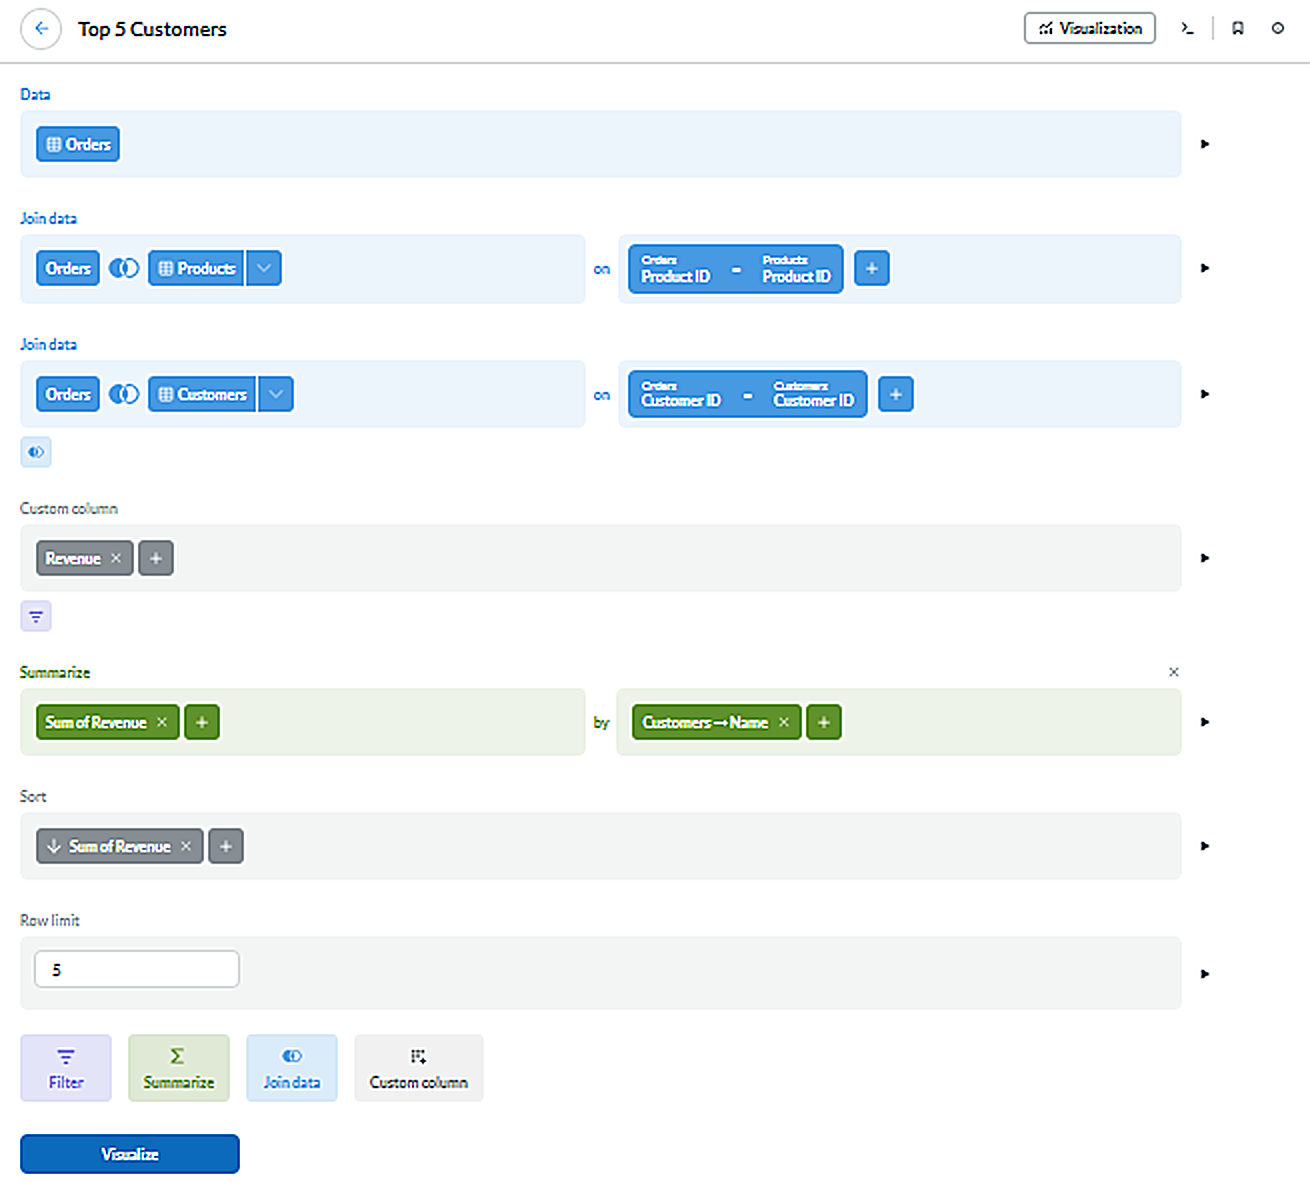 Top 5 Customers
Visualization
Data
Orders
Join data
Orders Products on Orders Product ID = Products Product ID +
Join data
Orders Customers on Orders Customer ID = Customers Customer ID +
Custom column
Revenue × +
Summarize ×
Sum of Revenue × + by Customers → Name × +
Sort
↓ Sum of Revenue × +
Row limit
5
Filter Summarize Join data Custom column
Visualize